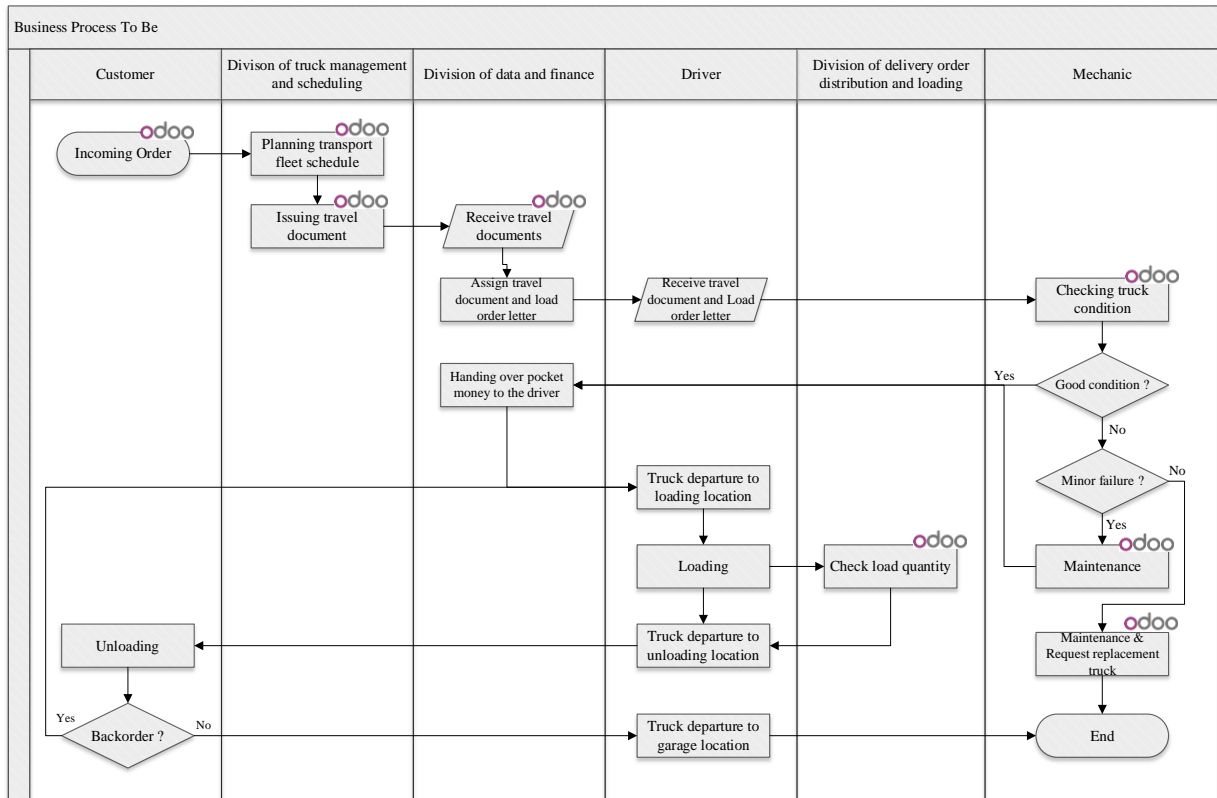 Business Process To Be
Customer
Divison of truck management
and scheduling
Division of data and finance
Driver
Division of delivery order
distribution and loading
Mechanic
odoo
Incoming Order
odoo
Planning transport
fleet schedule
odoo
Issuing travel
document
odoo
Receive travel
documents
Assign travel
document and load
order letter
Receive travel
document and Load
order letter
odoo
Checking truck
condition
Handing over pocket
money to the driver
Yes
Good condition ?
No
Minor failure ?
No
Yes
Truck departure to
loading location
Loading
odoo
Check load quantity
odoo
Maintenance
Unloading
Truck departure to
unloading location
odoo
Maintenance &
Request replacement
truck
Yes
Backorder ?
No
Truck departure to
garage location
End